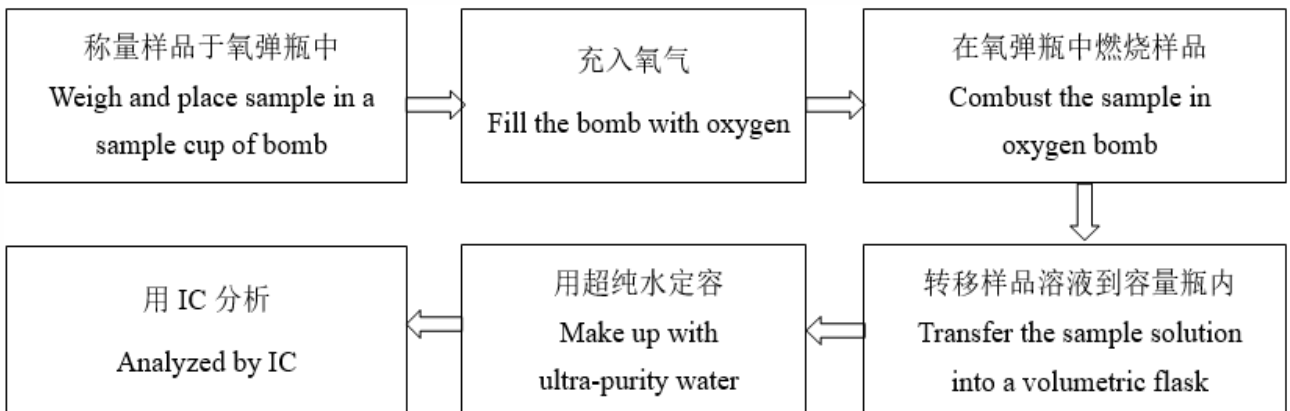 称量样品于氧弹瓶中
Weigh and place sample in a
sample cup of bomb
充入氧气
Fill the bomb with oxygen
在氧弹瓶中燃烧样品
Combust the sample in
oxygen bomb
转移样品溶液到容量瓶内
Transfer the sample solution
into a volumetric flask
用超纯水定容
Make up with
ultra-purity water
用 IC 分析
Analyzed by IC